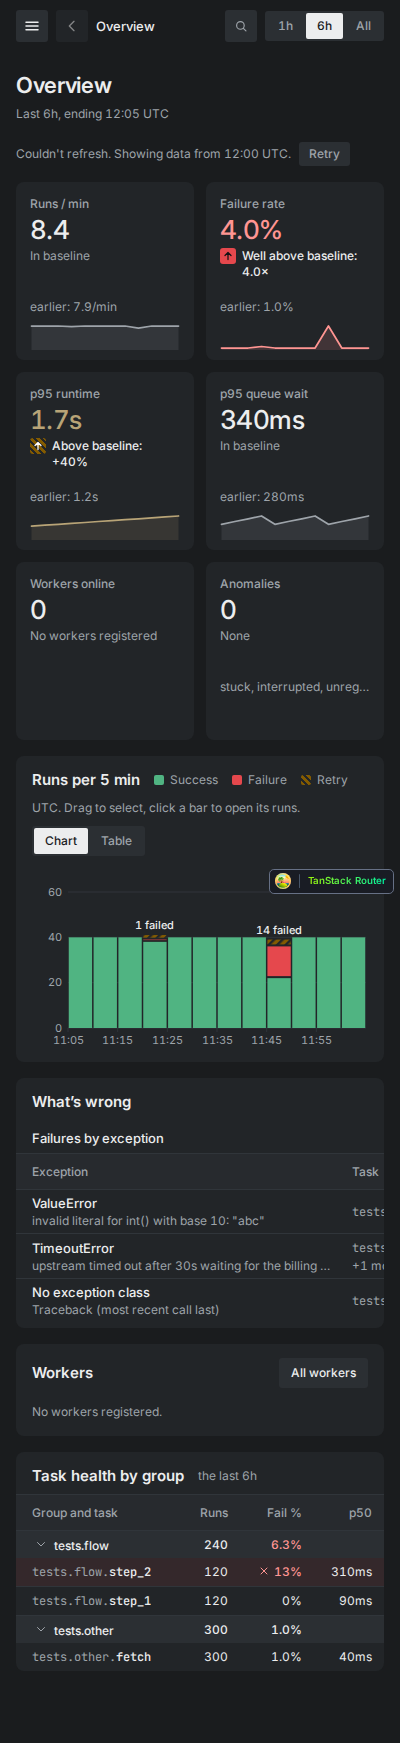 Overview
1h 6h All
Overview
Last 6h, ending 12:05 UTC
Couldn't refresh. Showing data from 12:00 UTC. Retry
Runs / min
8.4
In baseline
earlier: 7.9/min
Failure rate
4.0%
Well above baseline:
4.0×
earlier: 1.0%
p95 runtime
1.7s
Above baseline:
+40%
earlier: 1.2s
p95 queue wait
340ms
In baseline
earlier: 280ms
Workers online
0
No workers registered
Anomalies
0
None
stuck, interrupted, unreg...
Runs per 5 min Success Failure Retry
UTC. Drag to select, click a bar to open its runs.
Chart Table
TanStack Router
60
1 failed
14 failed
40
20
0
11:05 11:15 11:25 11:35 11:45 11:55
What's wrong
Failures by exception
Exception Task
ValueError
invalid literal for int() with base 10: "abc" tests
TimeoutError tests
upstream timed out after 30s waiting for the billing ... +1 mo
No exception class
Traceback (most recent call last) tests
Workers All workers
No workers registered.
Task health by group the last 6h
Group and task Runs Fail % p50
tests.flow 240 6.3%
tests.flow.step_2 120 × 13% 310ms
tests.flow.step_1 120 0% 90ms
tests.other 300 1.0%
tests.other.fetch 300 1.0% 40ms